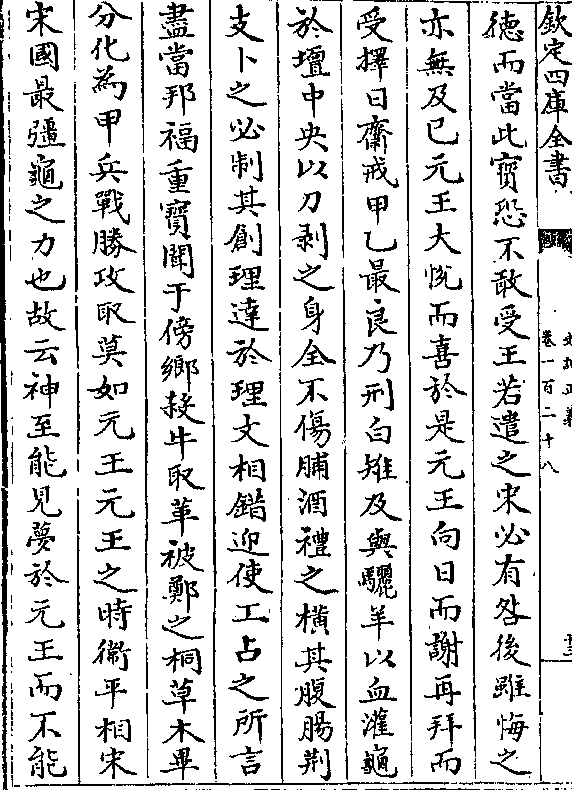 欽定四庫全書
史記正義
卷一百二十八
德而當此寳恐不敢受王若遣之宋必有咎後雖悔之
亦無及已元王大恱而喜於是元王向日而謝再拜而
受擇日齋戒甲乙最良乃刑白雉及與驪羊以血灌龜
於壇中央以刀剥之身全不傷脯酒禮之横其腹腸荆
支卜之必制其創理達於理文相錯迎使工占之所言
盡當邦福重寳聞于傍鄉殺牛取革被鄭之桐草木畢
分化為甲兵戰勝攻取莫如元王元王之時衛平相宋
宋國最彊龜之力也故云神至能見夢於元王而不能